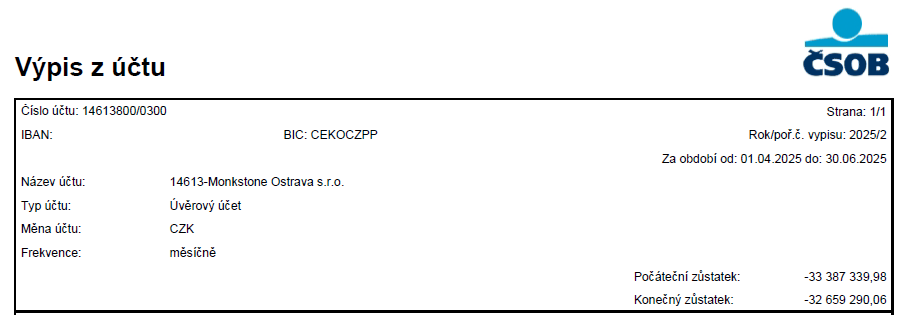 ČSOB
Výpis z účtu
Číslo účtu: 14613800/0300 Strana: 1/1
IBAN: BIC: CEKOCZPP Rok/poř.č. vypisu: 2025/2
Za období od: 01.04.2025 do: 30.06.2025
Název účtu: 14613-Monkstone Ostrava s.r.o.
Typ účtu: Úvěrový účet
Měna účtu: CZK
Frekvence: měsíčně
Počáteční zůstatek: -33 387 339,98
Konečný zůstatek: -32 659 290,06